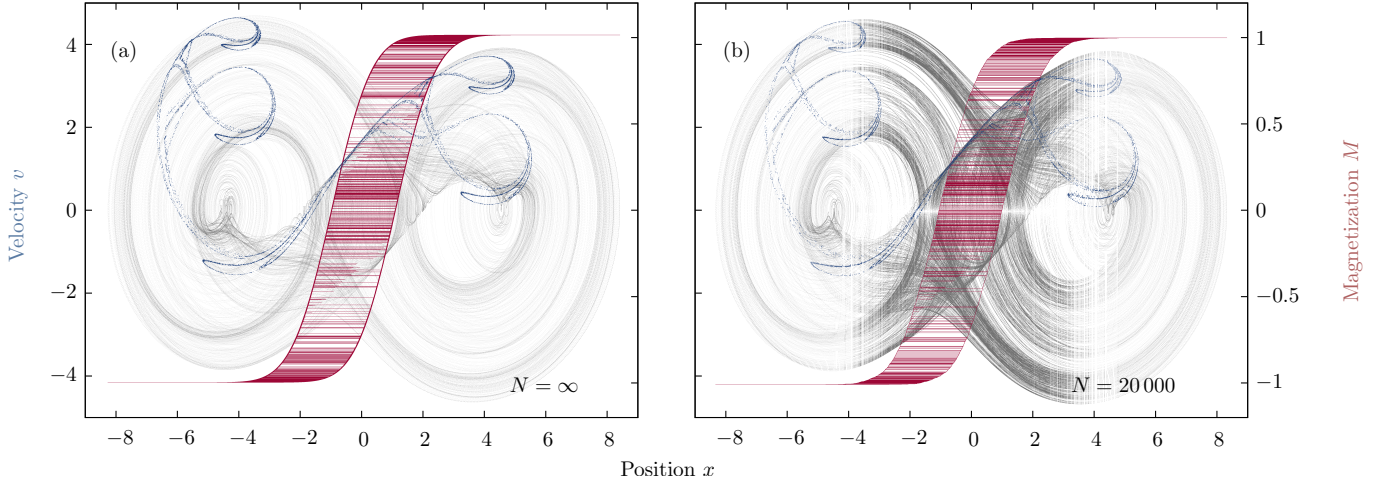 (a)
(b)
4
2
0
−2
−4
Velocity v
N = ∞
N = 20 000
1
0.5
0
−0.5
−1
Magnetization M
−8 −6 −4 −2 0 2 4 6 8
−8 −6 −4 −2 0 2 4 6 8
Position x